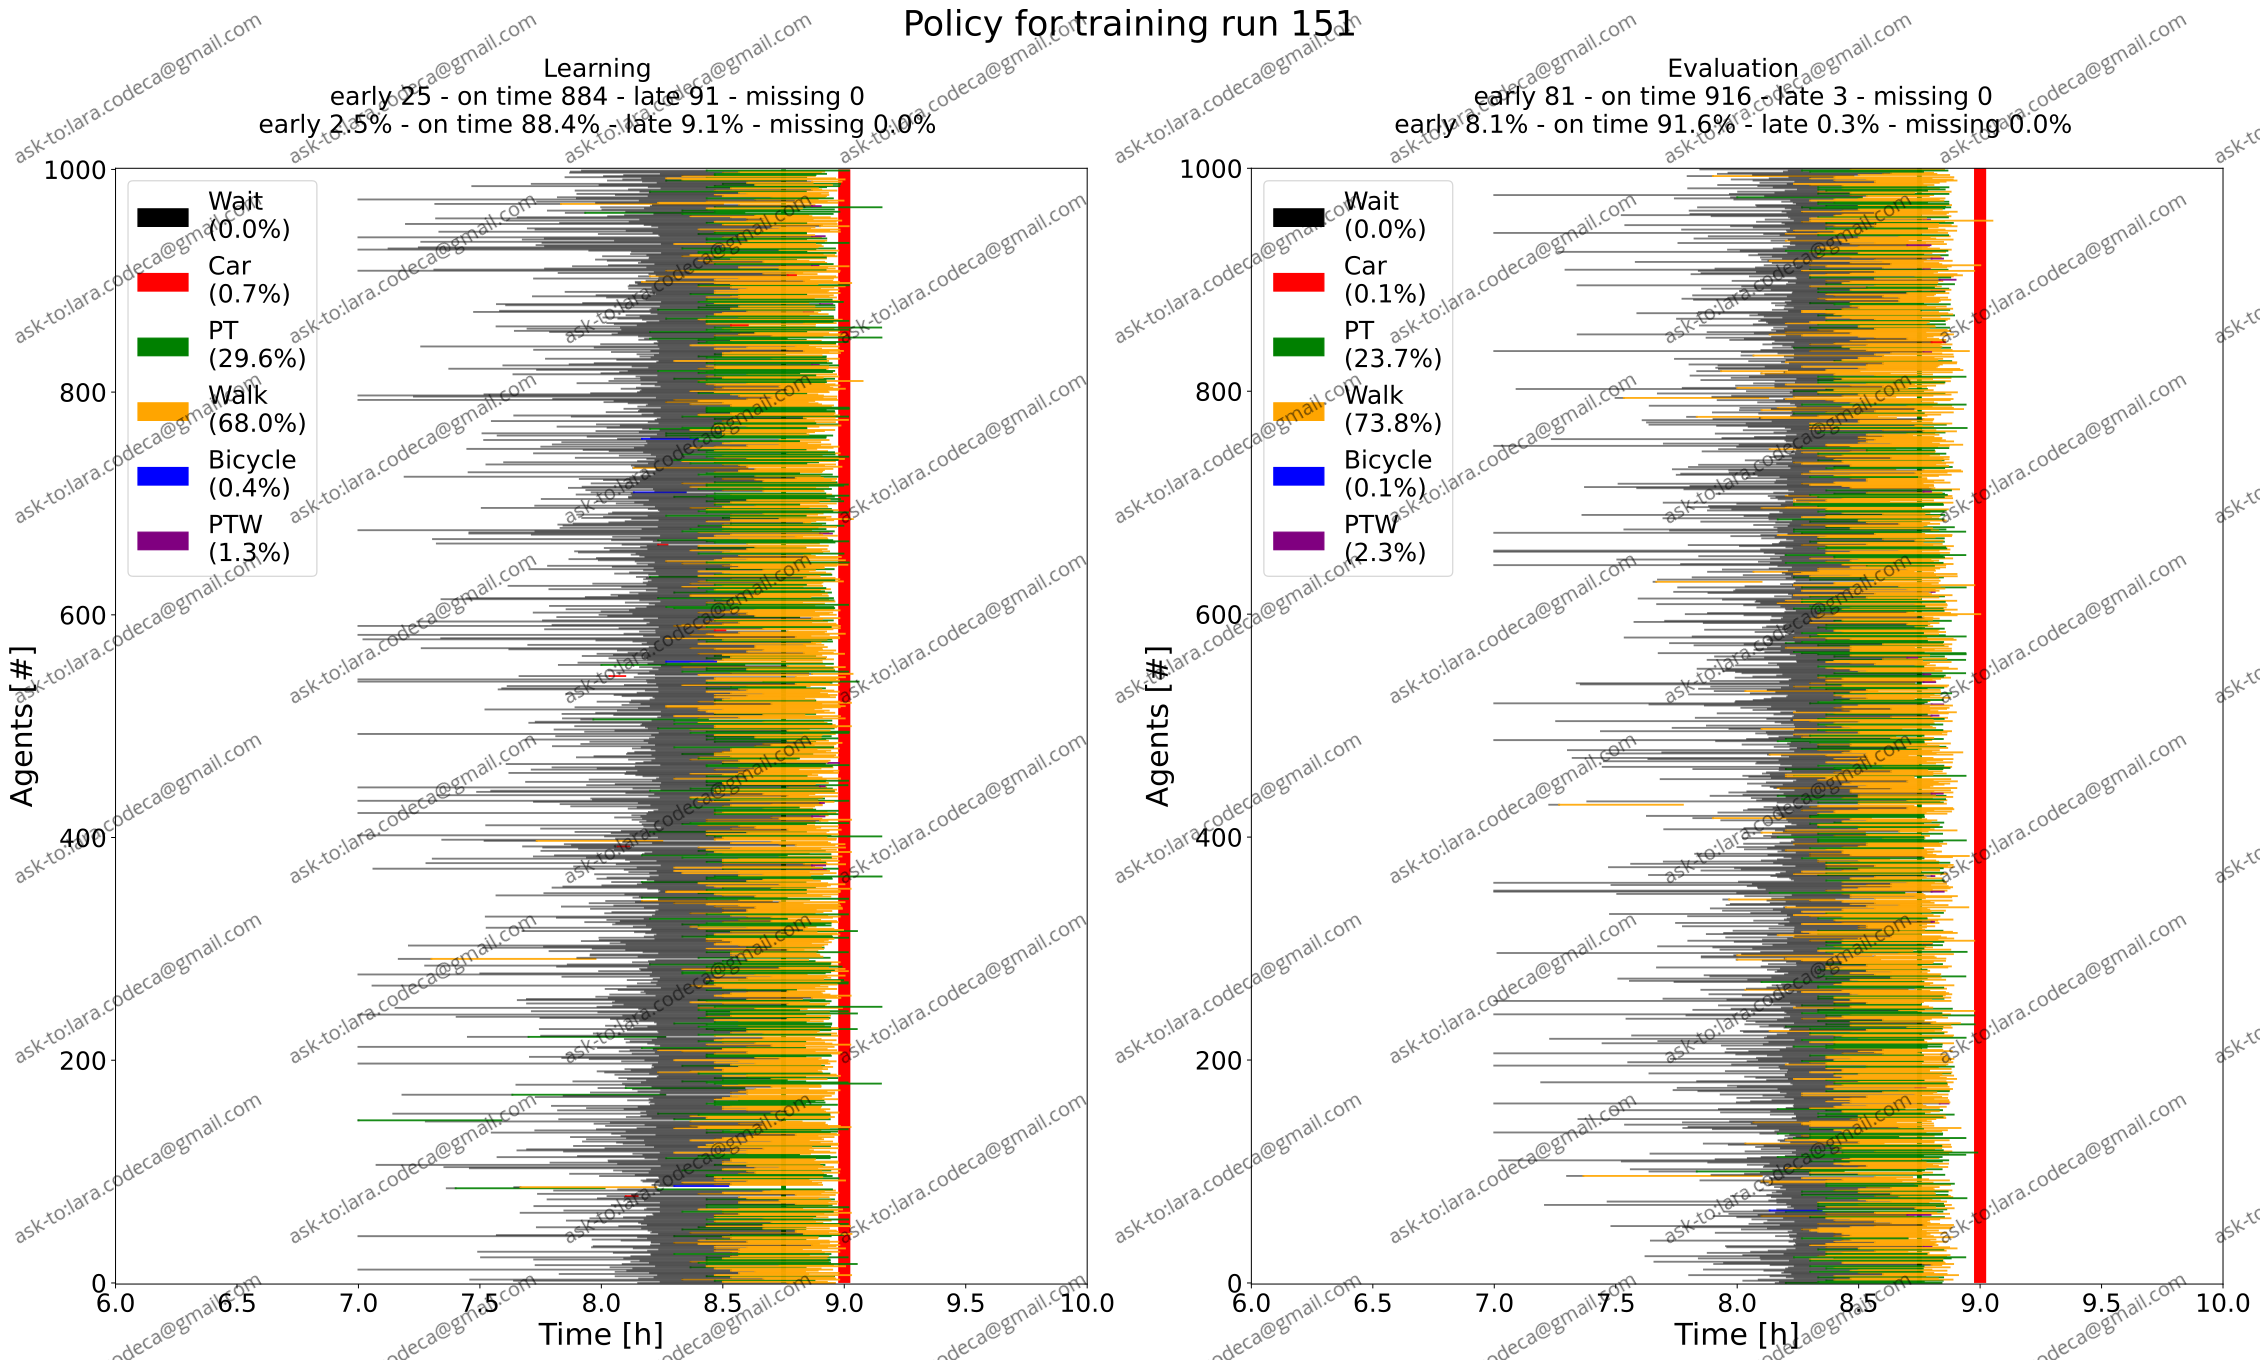 Policy for training run 151
Learning
early 25 - on time 884 - late 91 - missing 0
early 2.5% - on time 88.4% - late 9.1% - missing 0.0%
Agents [#]
1000
800
600
400
200
0
Wait
(0.0%)
Car
(0.7%)
PT
(29.6%)
Walk
(68.0%)
Bicycle
(0.4%)
PTW
(1.3%)
6.0 6.5 7.0 7.5 8.0 8.5 9.0 9.5 10.0
Time [h]
Evaluation
early 81 - on time 916 - late 3 - missing 0
early 8.1% - on time 91.6% - late 0.3% - missing 0.0%
Agents [#]
1000
800
600
400
200
0
Wait
(0.0%)
Car
(0.1%)
PT
(23.7%)
Walk
(73.8%)
Bicycle
(0.1%)
PTW
(2.3%)
6.0 6.5 7.0 7.5 8.0 8.5 9.0 9.5 10.0
Time [h]
ask-to:lara.codeca@gmail.com